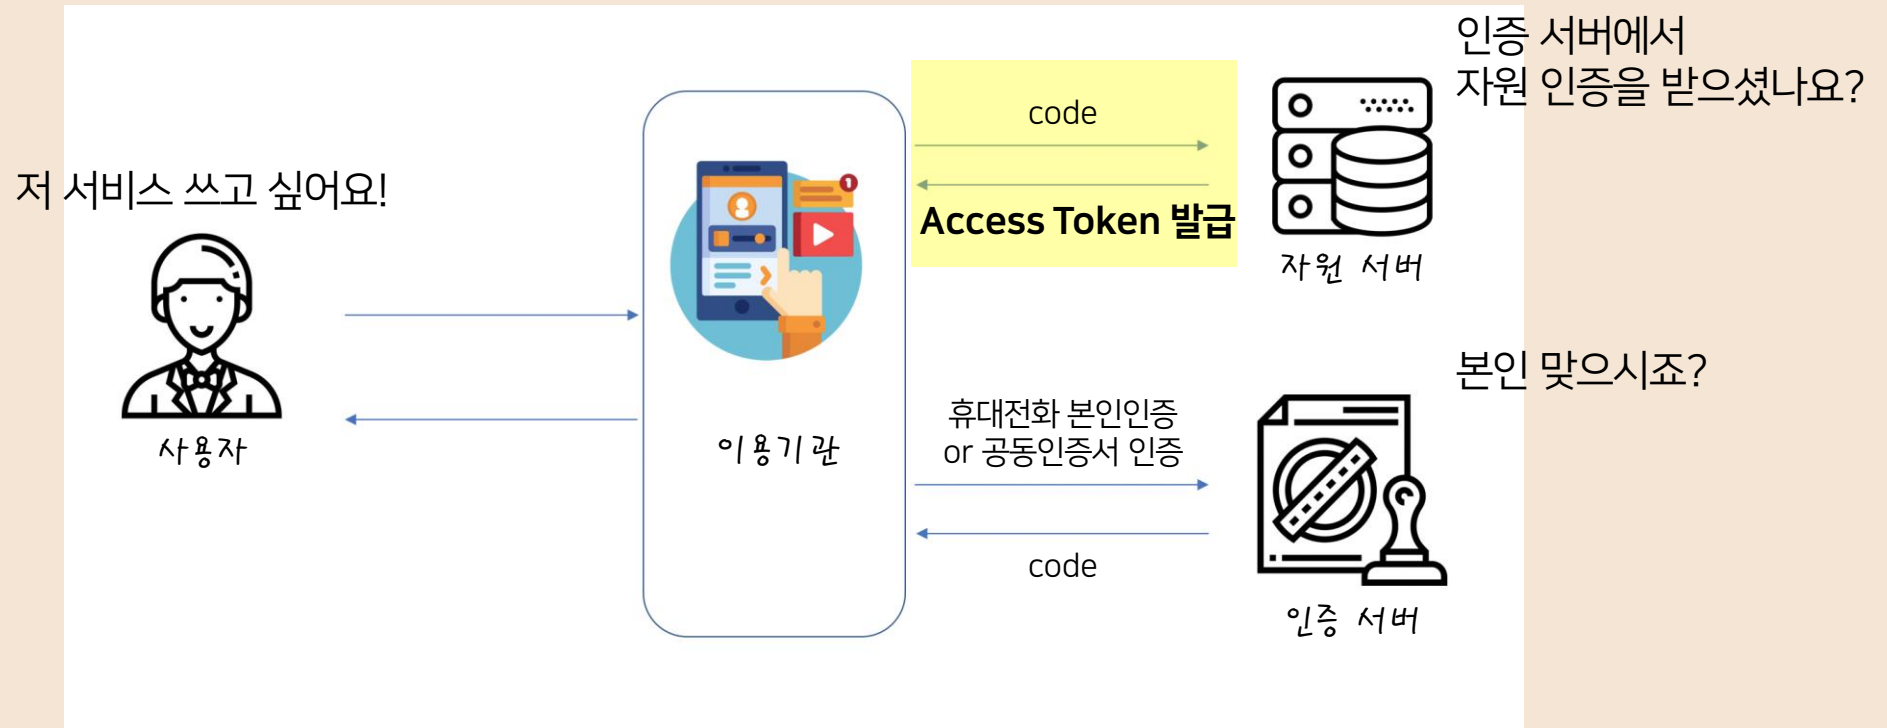 인증 서버에서
자원 인증을 받으셨나요?
code
Access Token 발급
자원 서버
저 서비스 쓰고 싶어요!
사용자
1
이용기관
본인 맞으시죠?
휴대전화 본인인증
or 공동인증서 인증
code
인증 서버